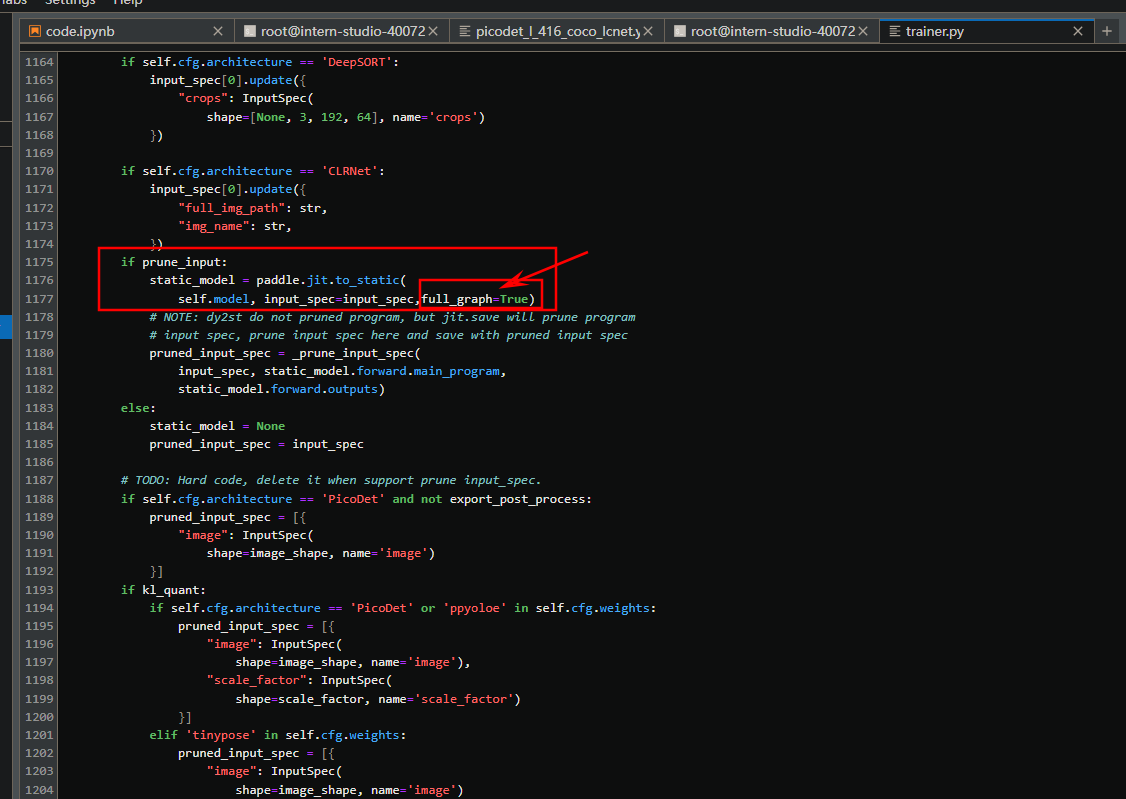 Tabs Settings Help
code.ipynb × root@intern-studio-40072 × picodet_l_416_coco_lcnet.y × root@intern-studio-40072 × trainer.py × +
1164 if self.cfg.architecture == 'DeepSORT':
1165 input_spec[0].update({
1166 "crops": InputSpec(
1167 shape=[None, 3, 192, 64], name='crops')
1168 })
1169
1170 if self.cfg.architecture == 'CLRNet':
1171 input_spec[0].update({
1172 "full_img_path": str,
1173 "img_name": str,
1174 })
1175 if prune_input:
1176 static_model = paddle.jit.to_static(
1177 self.model, input_spec=input_spec,full_graph=True)
1178 # NOTE: dy2st do not pruned program, but jit.save will prune program
1179 # input spec, prune input spec here and save with pruned input spec
1180 pruned_input_spec = _prune_input_spec(
1181 input_spec, static_model.forward.main_program,
1182 static_model.forward.outputs)
1183 else:
1184 static_model = None
1185 pruned_input_spec = input_spec
1186
1187 # TODO: Hard code, delete it when support prune input_spec.
1188 if self.cfg.architecture == 'PicoDet' and not export_post_process:
1189 pruned_input_spec = [{
1190 "image": InputSpec(
1191 shape=image_shape, name='image')
1192 }]
1193 if kl_quant:
1194 if self.cfg.architecture == 'PicoDet' or 'ppyoloe' in self.cfg.weights:
1195 pruned_input_spec = [{
1196 "image": InputSpec(
1197 shape=image_shape, name='image'),
1198 "scale_factor": InputSpec(
1199 shape=scale_factor, name='scale_factor')
1200 }]
1201 elif 'tinypose' in self.cfg.weights:
1202 pruned_input_spec = [{
1203 "image": InputSpec(
1204 shape=image_shape, name='image')